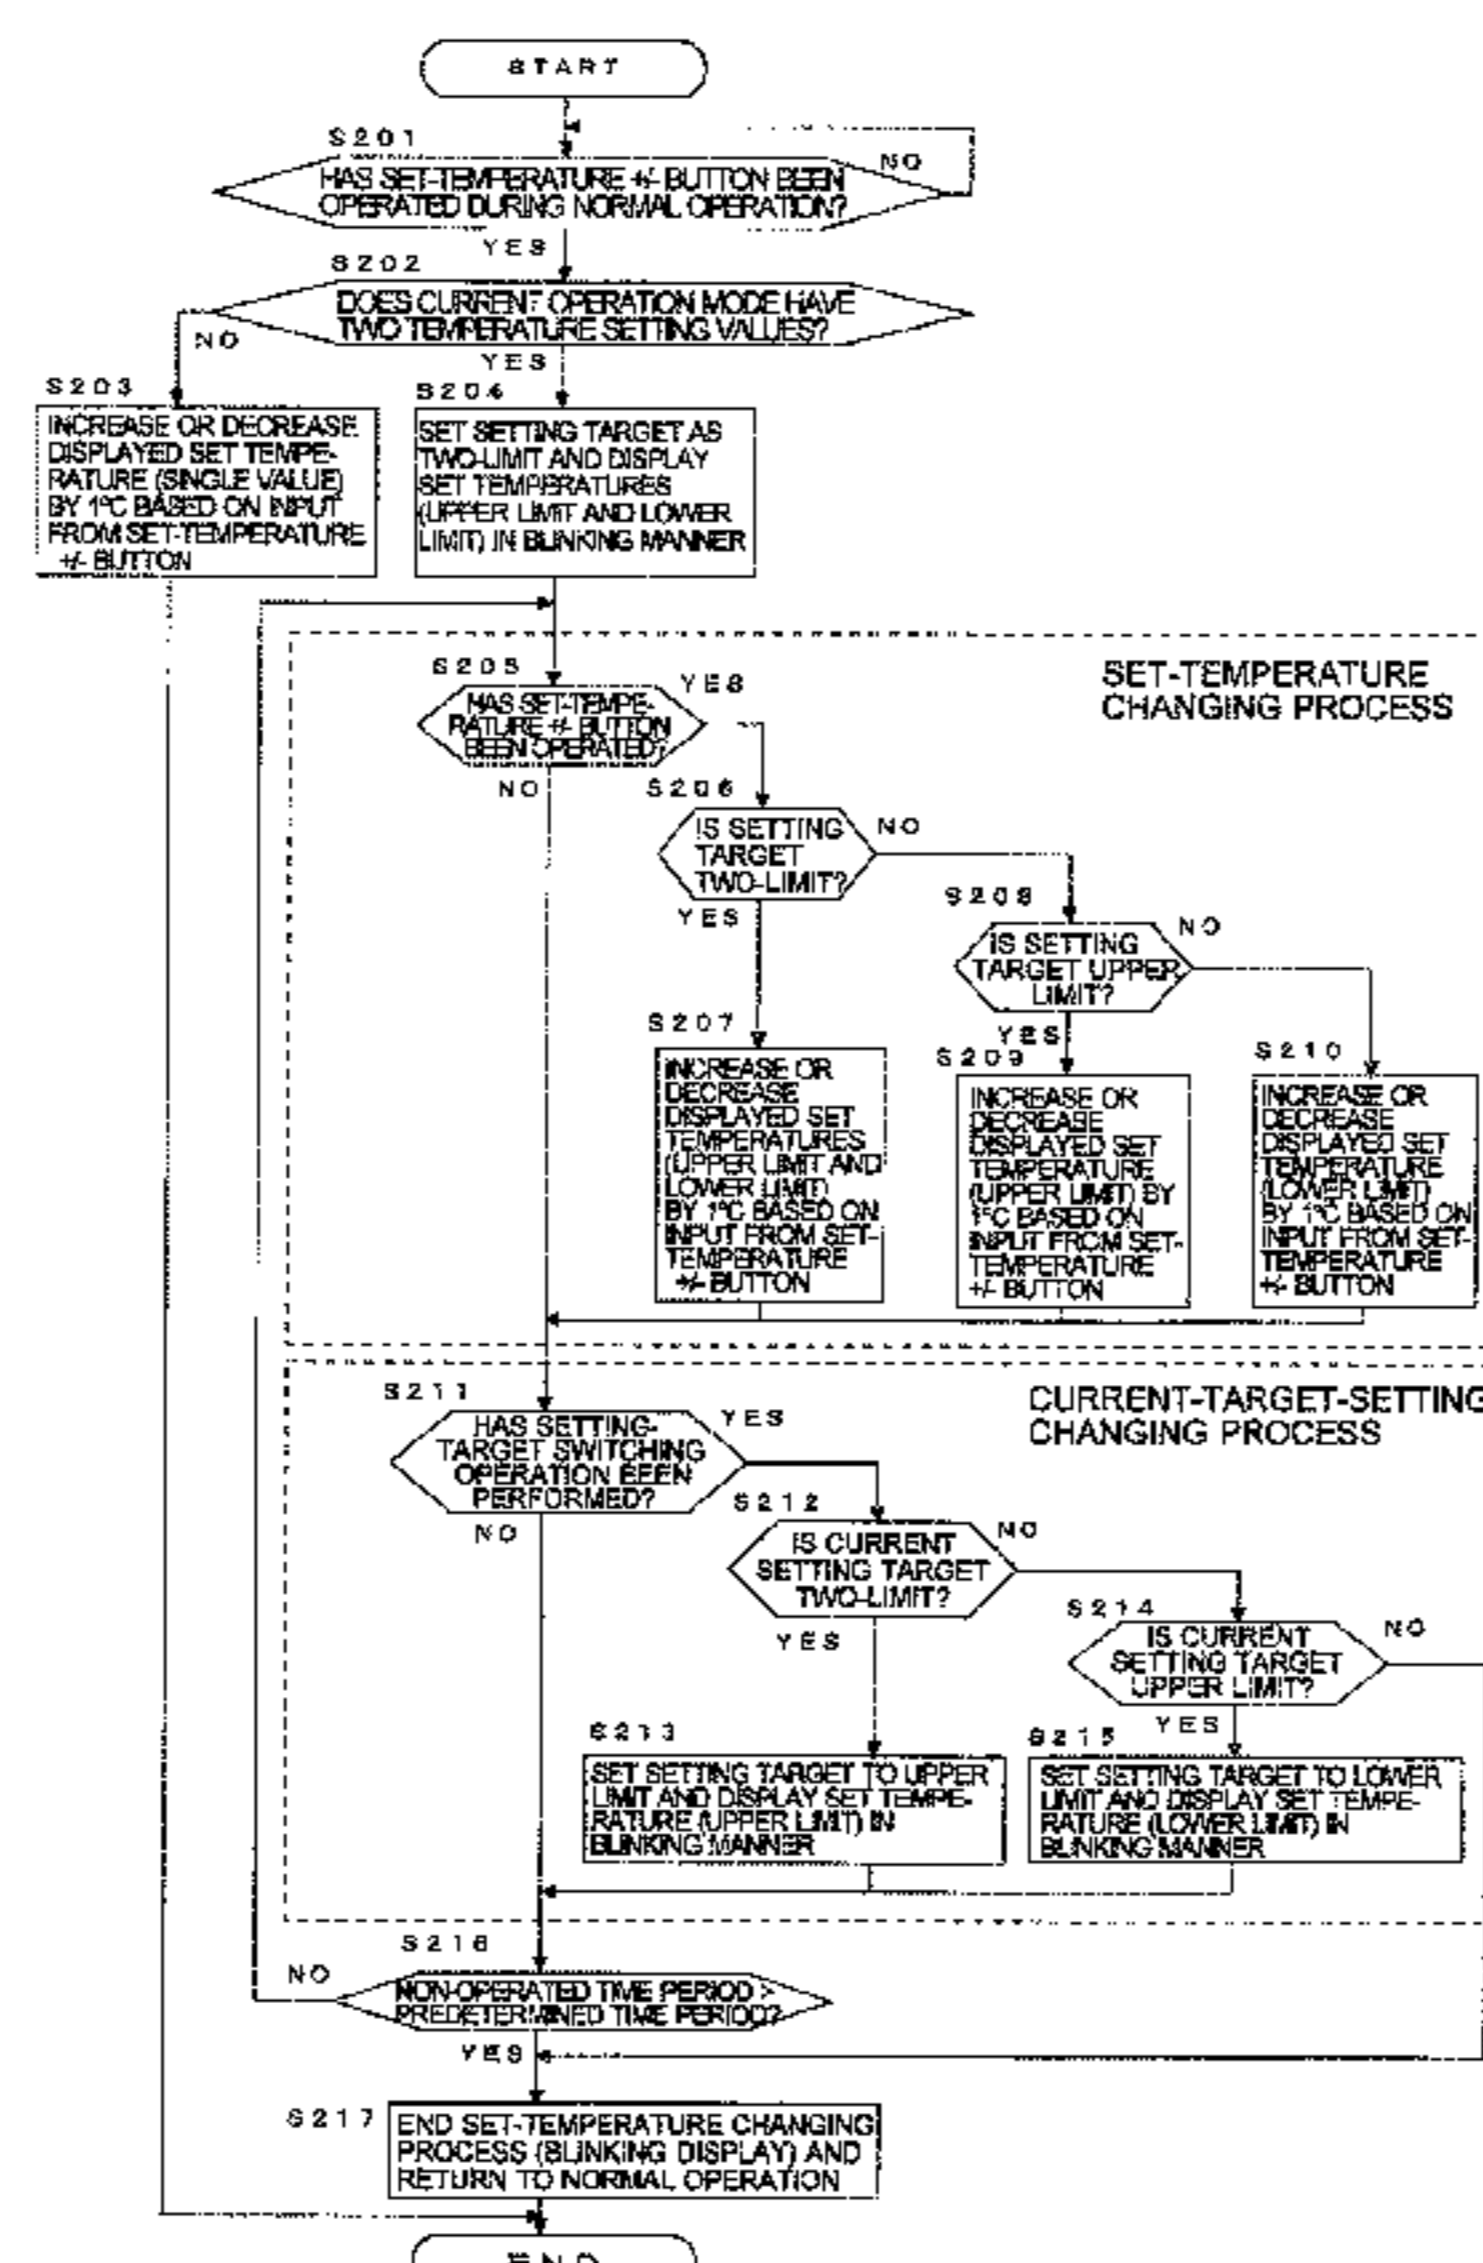 START
S201
NO
HAS SET-TEMPERATURE +/- BUTTON BEEN
OPERATED DURING NORMAL OPERATION?
YES
S202
DOES CURRENT OPERATION MODE HAVE
TWO TEMPERATURE SETTING VALUES?
NO
YES
S203
INCREASE OR DECREASE
DISPLAYED SET TEMPE-
RATURE (SINGLE VALUE)
BY 1°C BASED ON INPUT
FROM SET-TEMPERATURE
+/- BUTTON
S204
SET SETTING TARGET AS
TWO-LIMIT AND DISPLAY
SET TEMPERATURES
(UPPER LIMIT AND LOWER
LIMIT) IN BLINKING MANNER
SET-TEMPERATURE
CHANGING PROCESS
S205
YES
HAS SET-TEMPE-
RATURE +/- BUTTON
BEEN OPERATED?
NO
S206
IS SETTING
TARGET
TWO-LIMIT?
NO
YES
S208
IS SETTING
TARGET UPPER
LIMIT?
NO
YES
S207
INCREASE OR
DECREASE
DISPLAYED SET
TEMPERATURES
(UPPER LIMIT AND
LOWER LIMIT)
BY 1°C BASED ON
INPUT FROM SET-
TEMPERATURE
+/- BUTTON
S209
INCREASE OR
DECREASE
DISPLAYED SET
TEMPERATURE
(UPPER LIMIT) BY
1°C BASED ON
INPUT FROM SET-
TEMPERATURE
+/- BUTTON
S210
INCREASE OR
DECREASE
DISPLAYED SET
TEMPERATURE
(LOWER LIMIT)
BY 1°C BASED ON
INPUT FROM SET-
TEMPERATURE
+/- BUTTON
CURRENT-TARGET-SETTING
CHANGING PROCESS
S211
YES
HAS SETTING-
TARGET SWITCHING
OPERATION BEEN
PERFORMED?
NO
S212
IS CURRENT
SETTING TARGET
TWO-LIMIT?
NO
YES
S214
IS CURRENT
SETTING TARGET
UPPER LIMIT?
NO
YES
S213
SET SETTING TARGET TO UPPER
LIMIT AND DISPLAY SET TEMPE-
RATURE (UPPER LIMIT) IN
BLINKING MANNER
S215
SET SETTING TARGET TO LOWER
LIMIT AND DISPLAY SET TEMPE-
RATURE (LOWER LIMIT) IN
BLINKING MANNER
S216
NO
NON-OPERATED TIME PERIOD >
PREDETERMINED TIME PERIOD?
YES
S217
END SET-TEMPERATURE CHANGING
PROCESS (BLINKING DISPLAY) AND
RETURN TO NORMAL OPERATION
END